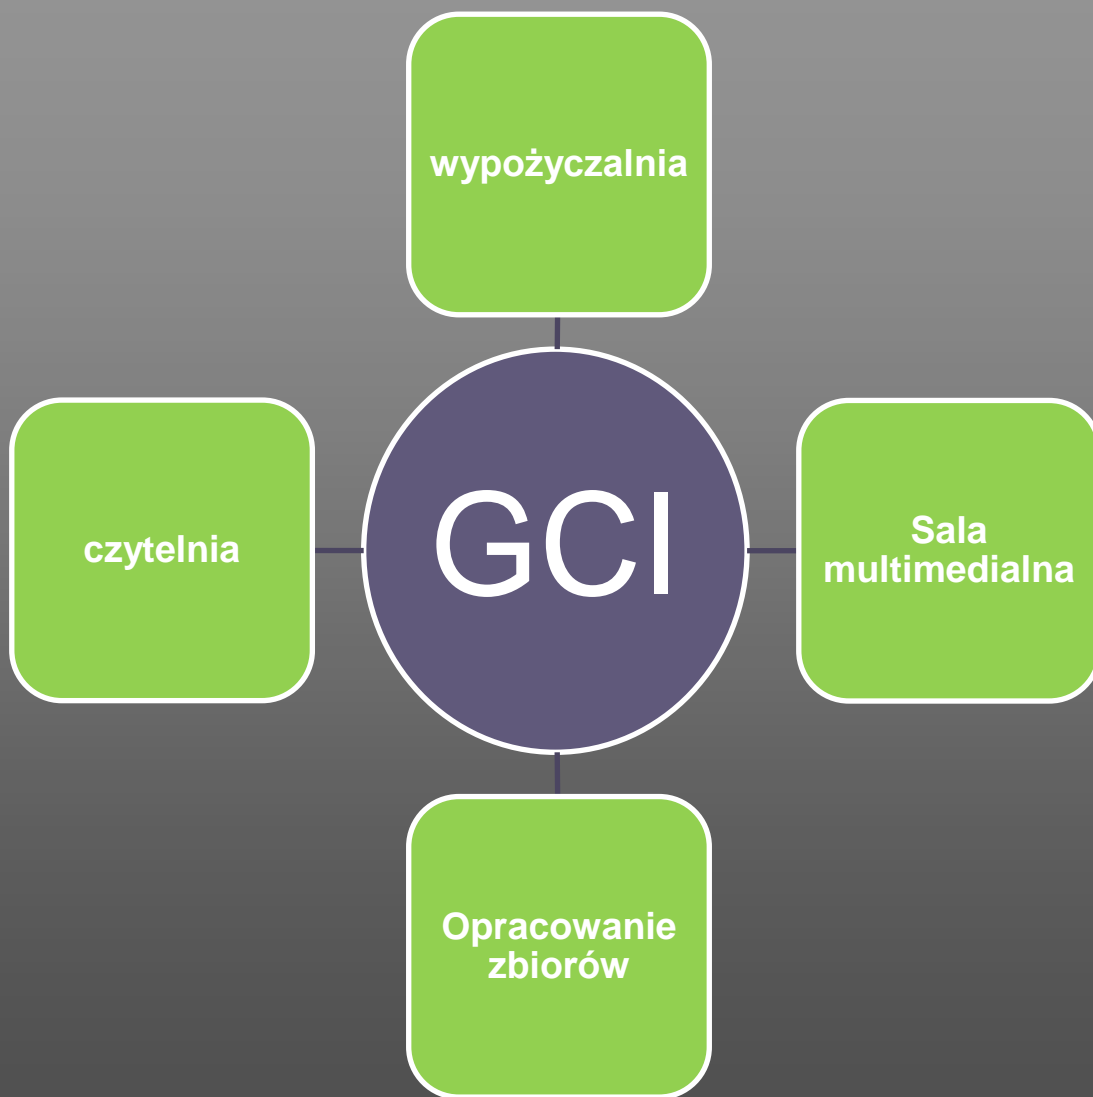 wypożyczalnia
czytelnia
GCI
Sala
multimedialna
Opracowanie
zbiorów